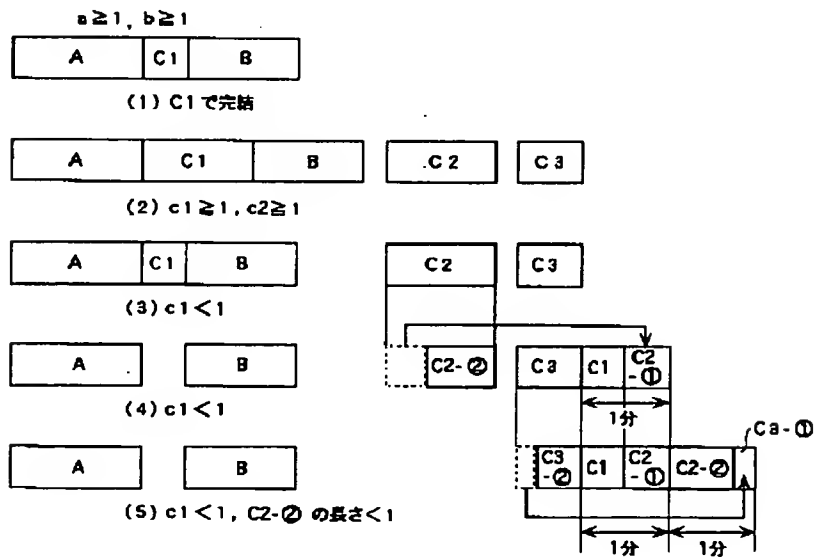 a≧1, b≧1
A C1 B
(1) C1で完結
A C1 B C2 C3
(2) c1≧1, c2≧1
A C1 B C2 C3
(3) c1<1
A B C2-② C3 C1 C2-①
(4) c1<1
1分
C3-①
A B C3-② C1 C2-① C2-②
(5) c1<1, C2-② の長さ<1
1分 1分